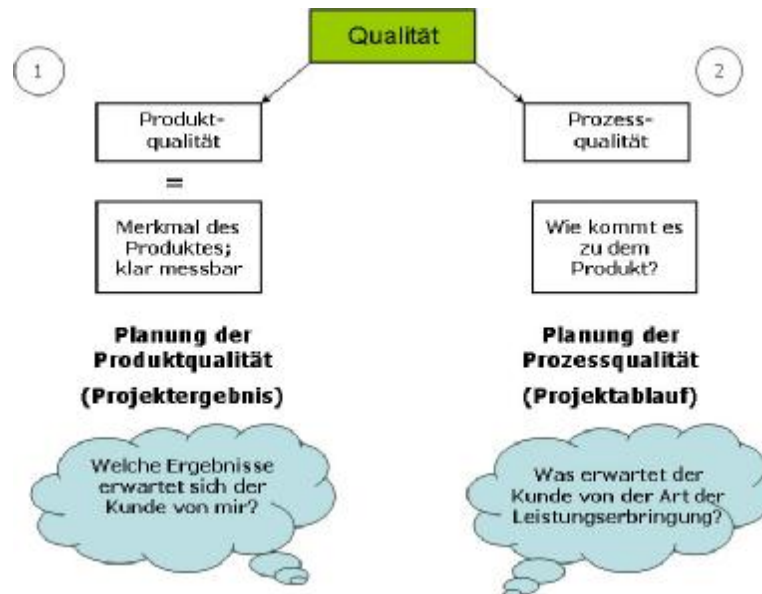 Qualität
1
2
Produkt-
qualität
Prozess-
qualität
=
Merkmal des
Produktes;
klar messbar
Wie kommt es
zu dem
Produkt?
Planung der
Produktqualität
(Projektergebnis)
Planung der
Prozessqualität
(Projektablauf)
Welche Ergebnisse
erwartet sich der
Kunde von mir?
Was erwartet der
Kunde von der Art der
Leistungserbringung?